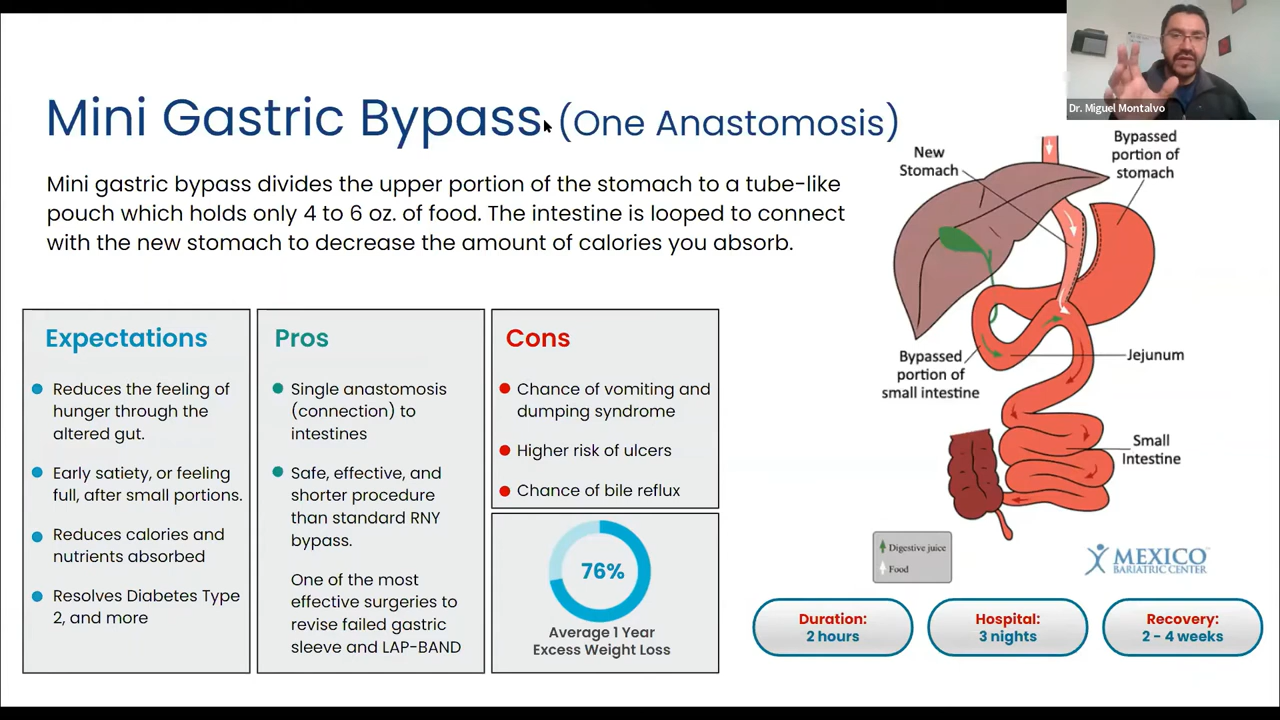 Dr. Miguel Montalvo
Mini Gastric Bypass (One Anastomosis)
Mini gastric bypass divides the upper portion of the stomach to a tube-like
pouch which holds only 4 to 6 oz. of food. The intestine is looped to connect
with the new stomach to decrease the amount of calories you absorb.
Expectations
Reduces the feeling of
hunger through the
altered gut.
Early satiety, or feeling
full, after small portions.
Reduces calories and
nutrients absorbed
Resolves Diabetes Type
2, and more
Pros
Single anastomosis
(connection) to
intestines
Safe, effective, and
shorter procedure
than standard RNY
bypass.
One of the most
effective surgeries to
revise failed gastric
sleeve and LAP-BAND
Cons
Chance of vomiting and
dumping syndrome
Higher risk of ulcers
Chance of bile reflux
76%
Average 1 Year
Excess Weight Loss
New
Stomach
Bypassed
portion of
stomach
Bypassed
portion of
small intestine
Jejunum
Small
Intestine
Digestive juice
Food
MEXICO
BARIATRIC CENTER
Duration:
2 hours
Hospital:
3 nights
Recovery:
2 - 4 weeks